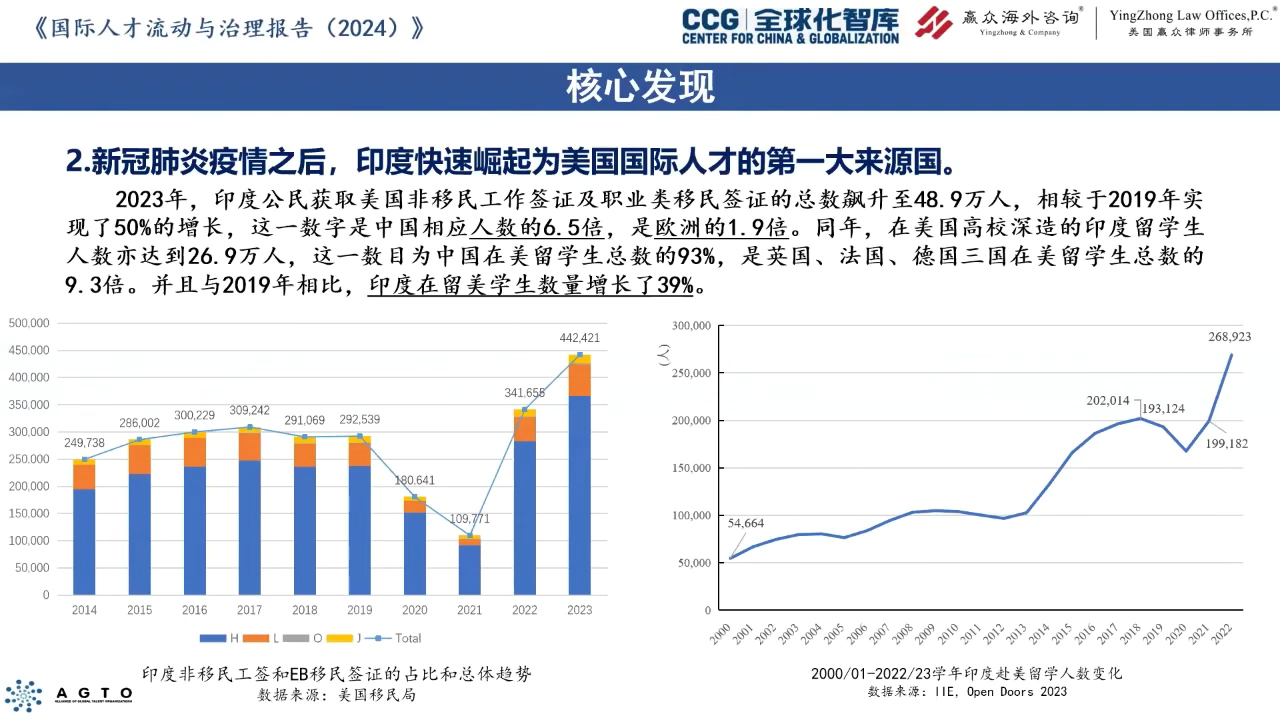 《国际人才流动与治理报告（2024）》
CCG 全球化智库
CENTER FOR CHINA & GLOBALIZATION
赢众海外咨询®
Yingzhong & Company
YingZhong Law Offices,P.C.®
美国赢众律师事务所
核心发现
2.新冠肺炎疫情之后，印度快速崛起为美国国际人才的第一大来源国。
2023年，印度公民获取美国非移民工作签证及职业类移民签证的总数飙升至48.9万人，相较于2019年实
现了50%的增长，这一数字是中国相应人数的6.5倍，是欧洲的1.9倍。同年，在美国高校深造的印度留学生
人数亦达到26.9万人，这一数目为中国在美留学生总数的93%，是英国、法国、德国三国在美留学生总数的
9.3倍。并且与2019年相比，印度在留美学生数量增长了39%。
500,000
450,000
400,000
350,000
300,000
250,000
200,000
150,000
100,000
50,000
0
249,738
286,002
300,229
309,242
291,069
292,539
180,641
109,771
341,655
442,421
2014 2015 2016 2017 2018 2019 2020 2021 2022 2023
H L O J Total
印度非移民工签和EB移民签证的占比和总体趋势
数据来源：美国移民局
(人)
300,000
250,000
200,000
150,000
100,000
50,000
0
54,664
202,014
193,124
199,182
268,923
2000 2001 2002 2003 2004 2005 2006 2007 2008 2009 2010 2011 2012 2013 2014 2015 2016 2017 2018 2019 2020 2021 2022
2000/01-2022/23学年印度赴美留学人数变化
数据来源：IIE, Open Doors 2023
AGTO
ALLIANCE OF GLOBAL TALENT ORGANIZATIONS